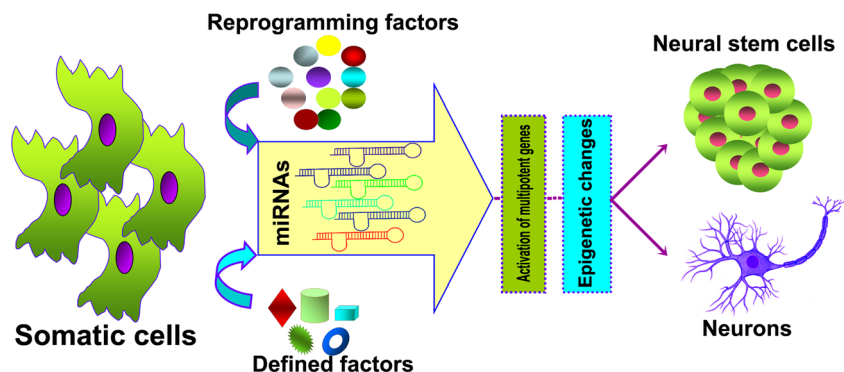 Reprogramming factors
Neural stem cells
miRNAs
Activation of multipotent genes
Epigenetic changes
Somatic cells
Defined factors
Neurons